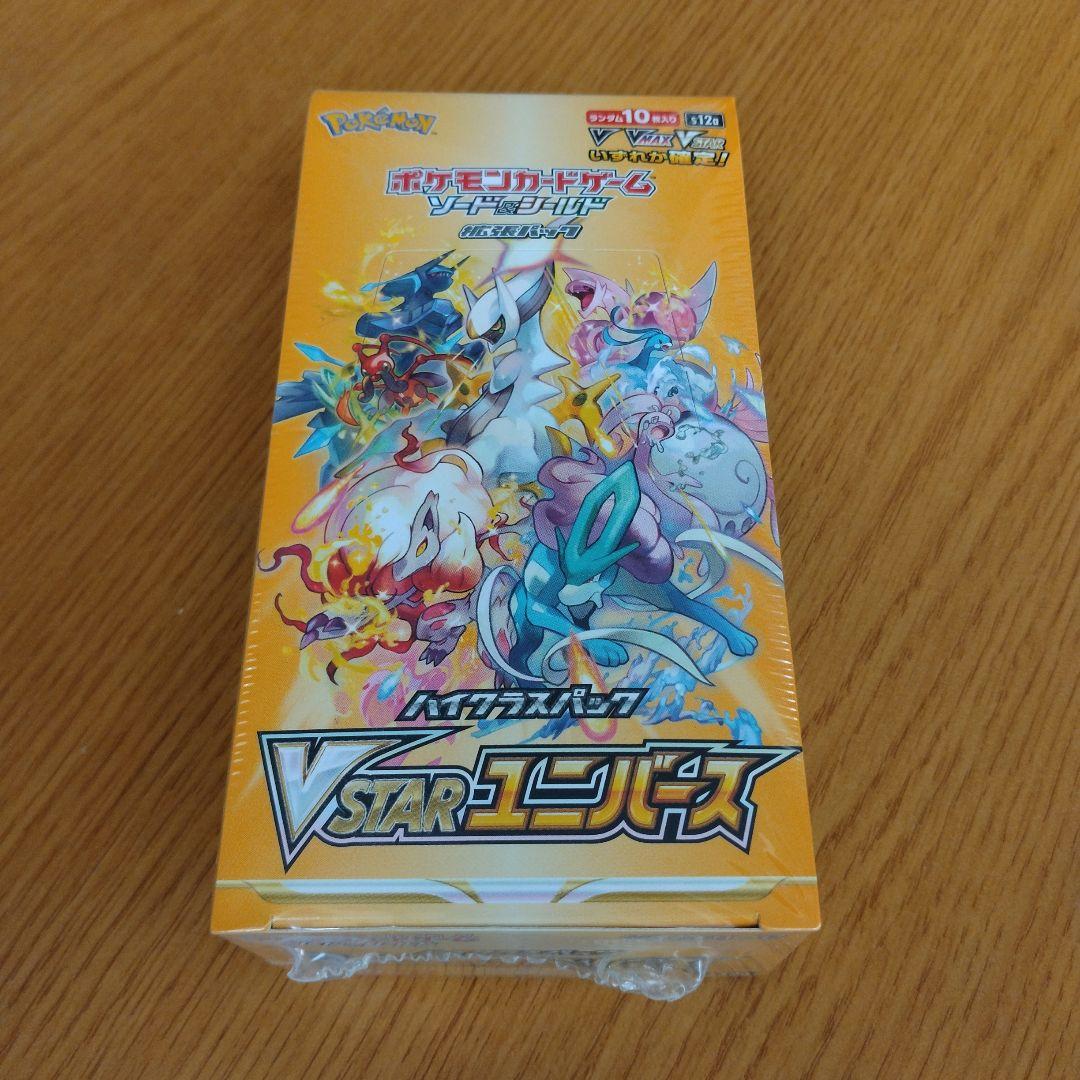 POKÉMON
ランダム10枚入り s12a
V VMAX VSTAR
いずれか確定!
ポケモンカードゲーム
ソード&シールド
拡張パック
ハイクラスパック
VSTARユニバース